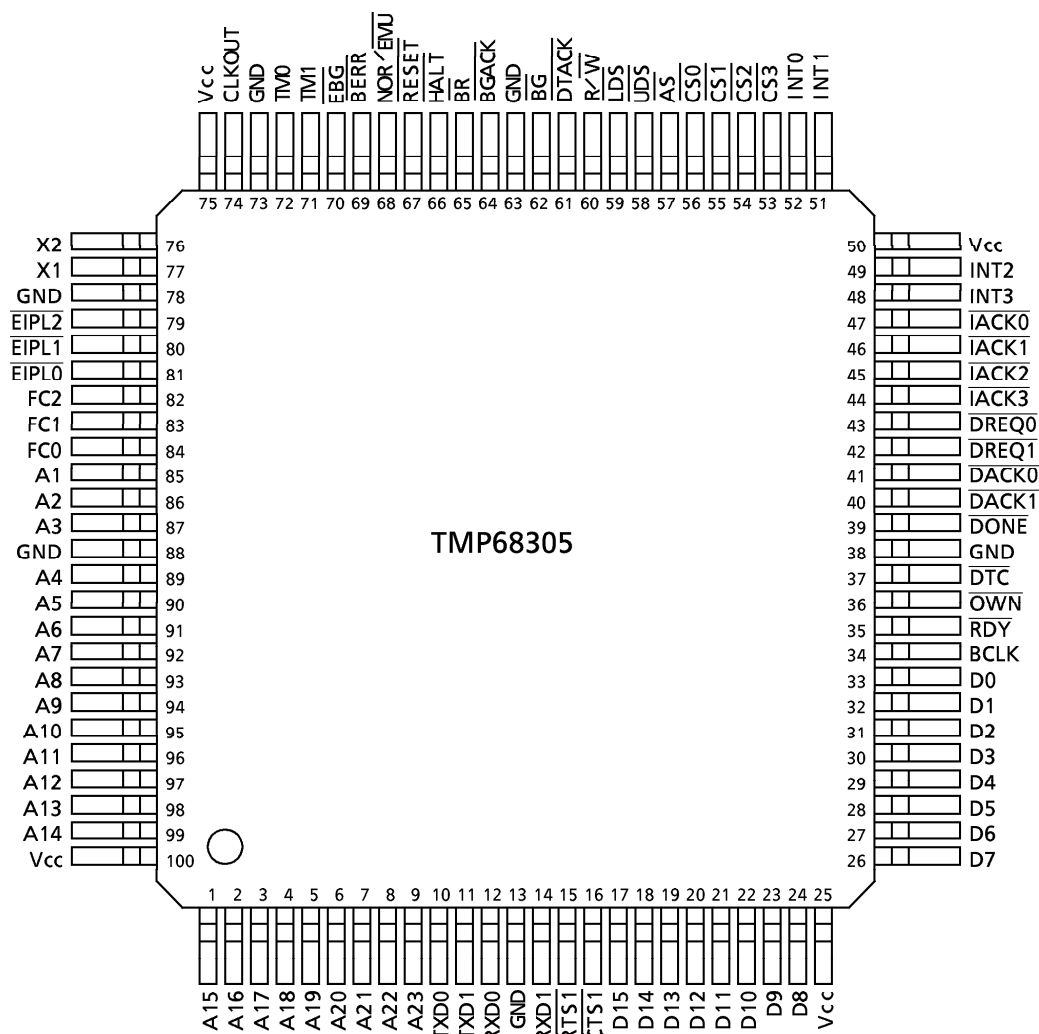 Vcc CLKOUT GND TM0 TM1 EBG BERR NOR/EMU RESET HALT BR BGACK GND BG DTACK R/W LDS UDS AS CS0 CS1 CS2 CS3 INT0 INT1
75 74 73 72 71 70 69 68 67 66 65 64 63 62 61 60 59 58 57 56 55 54 53 52 51
X2 76 50 Vcc
X1 77 49 INT2
GND 78 48 INT3
EIPL2 79 47 IACK0
EIPL1 80 46 IACK1
EIPL0 81 45 IACK2
FC2 82 44 IACK3
FC1 83 43 DREQ0
FC0 84 42 DREQ1
A1 85 41 DACK0
A2 86 40 DACK1
A3 87 39 DONE
TMP68305
GND 88 38 GND
A4 89 37 DTC
A5 90 36 OWN
A6 91 35 RDY
A7 92 34 BCLK
A8 93 33 D0
A9 94 32 D1
A10 95 31 D2
A11 96 30 D3
A12 97 29 D4
A13 98 28 D5
A14 99 27 D6
Vcc 100 26 D7
1 2 3 4 5 6 7 8 9 10 11 12 13 14 15 16 17 18 19 20 21 22 23 24 25
A15 A16 A17 A18 A19 A20 A21 A22 A23 TXD0 TXD1 RXD0 GND RXD1 RTS1 CTS1 D15 D14 D13 D12 D11 D10 D9 D8 Vcc